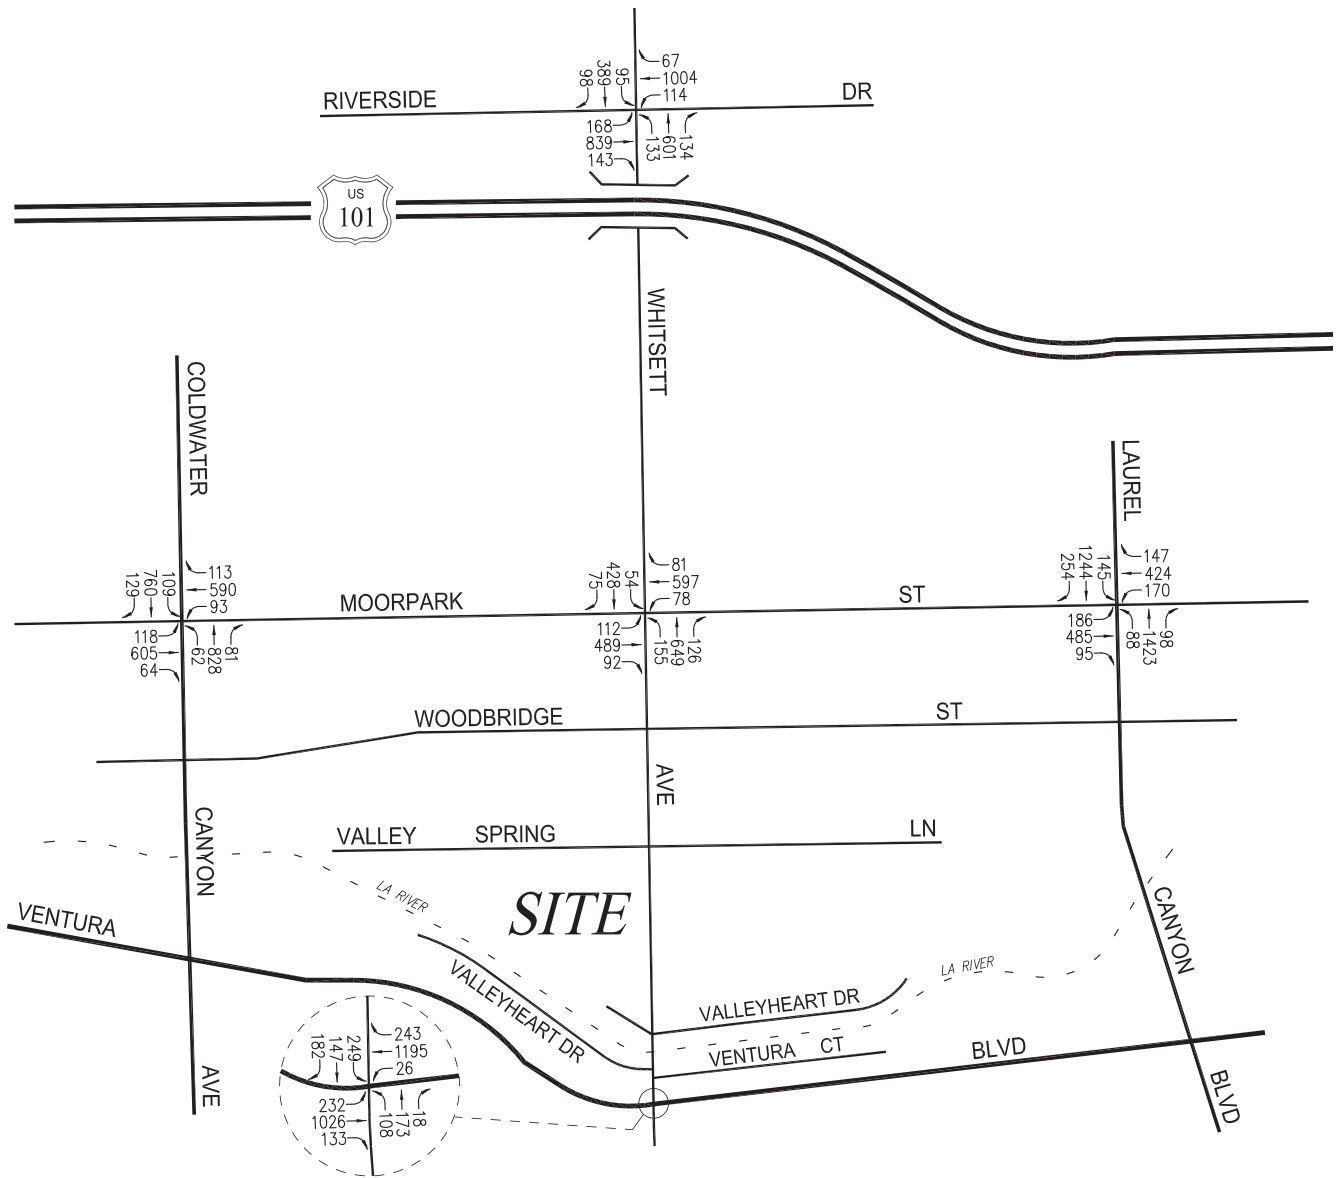 67
1004
114
95
389
98
RIVERSIDE DR
168
839
143
133
601
134
US
101
WHITSETT
COLDWATER
LAUREL
113
590
93
109
760
129
MOORPARK ST
118
605
64
62
828
81
81
597
78
54
428
75
112
489
92
155
649
126
147
424
170
145
1244
254
186
485
95
88
1423
98
WOODBRIDGE ST
AVE
CANYON
VALLEY SPRING LN
LA RIVER
SITE
VENTURA
CANYON
VALLEYHEART DR
LA RIVER
VALLEYHEART DR
VENTURA CT
BLVD
AVE
BLVD
243
1195
26
249
147
182
232
1026
133
108
173
18